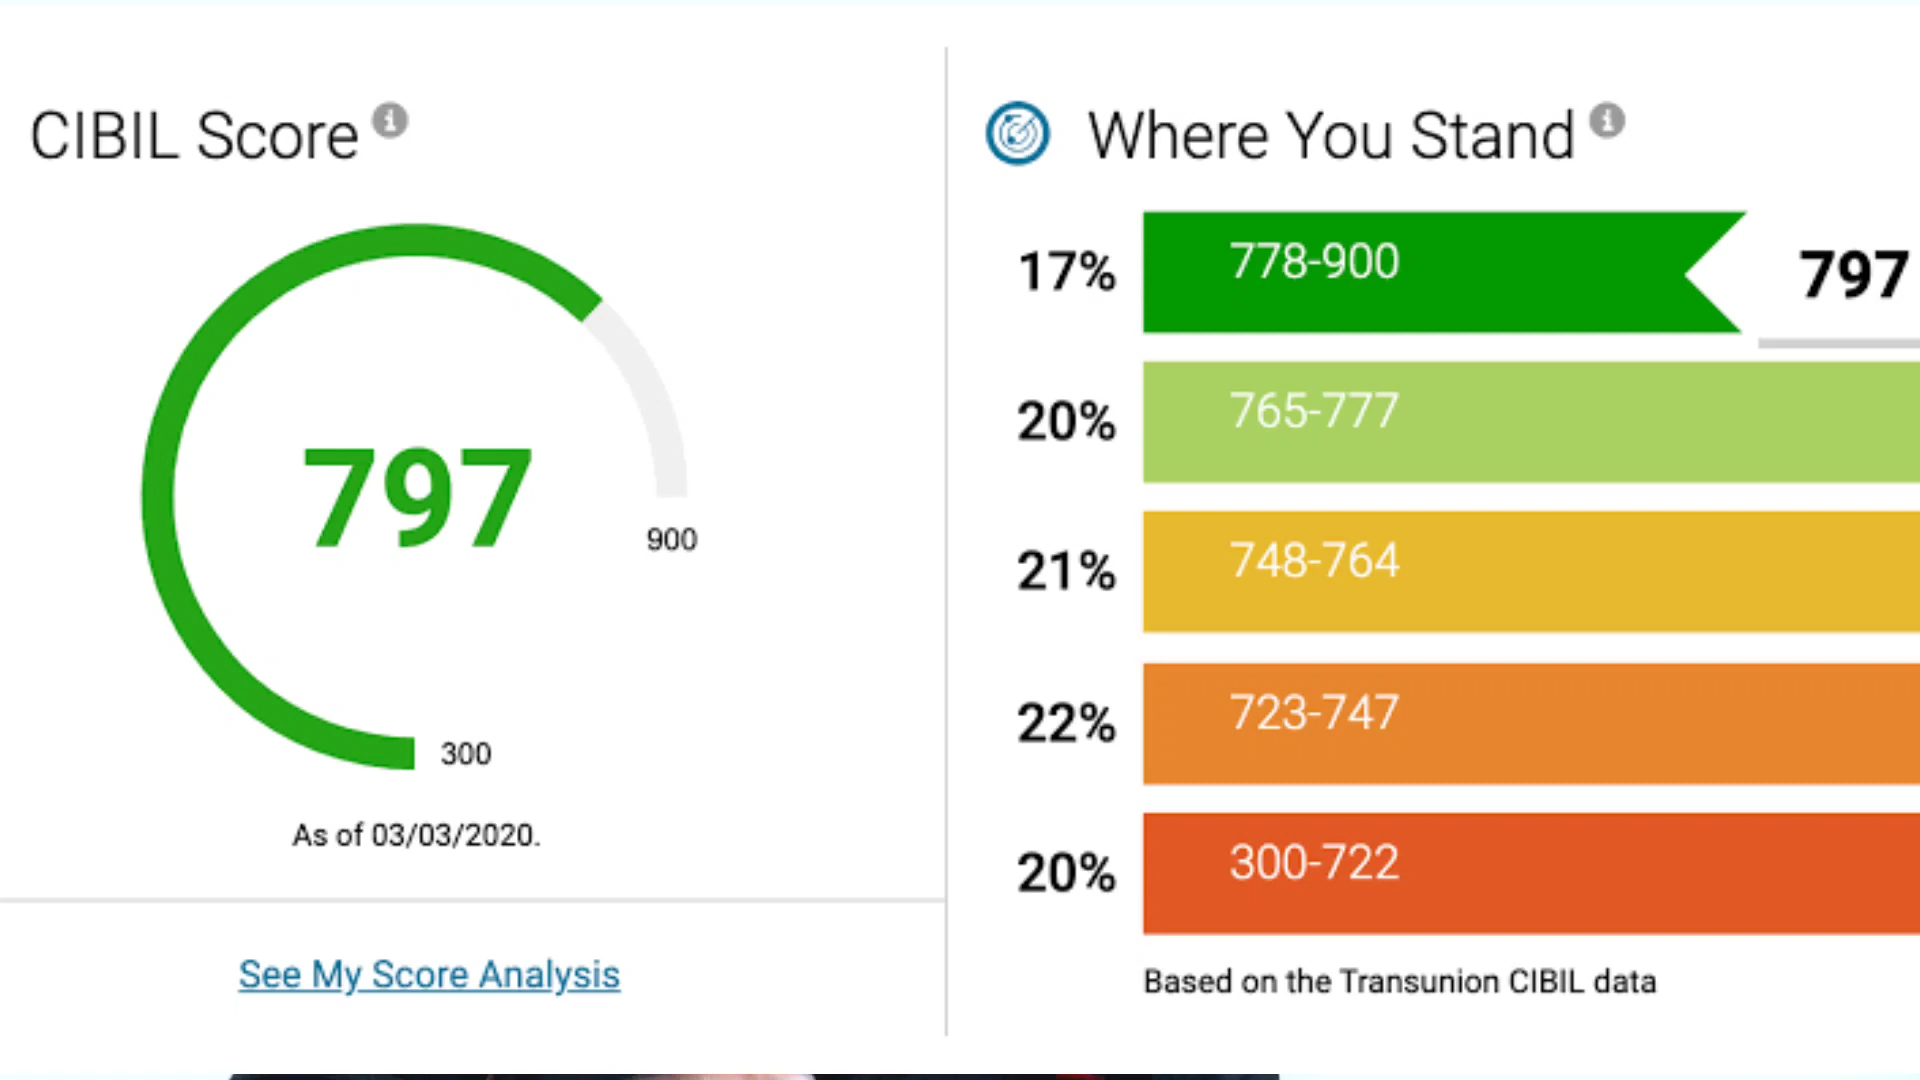 CIBIL Score
797
900
300
As of 03/03/2020.
See My Score Analysis
Where You Stand
17% 778-900 797
20% 765-777
21% 748-764
22% 723-747
20% 300-722
Based on the Transunion CIBIL data